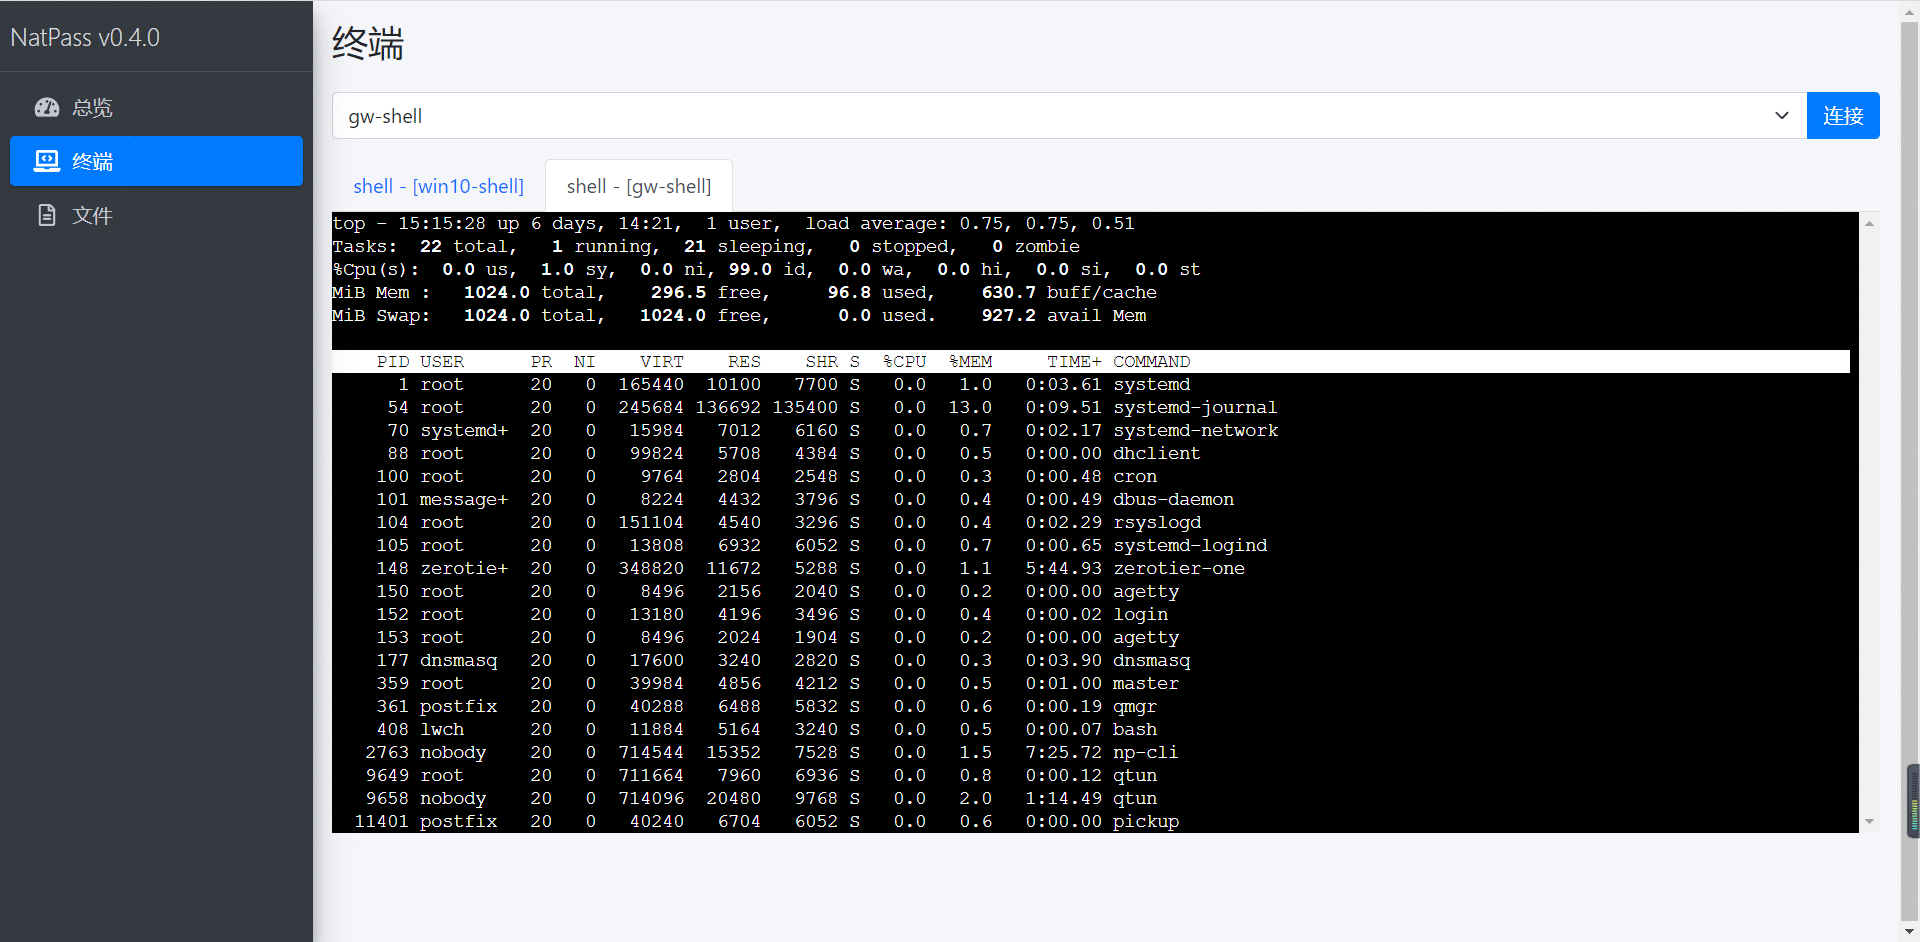 NatPass v0.4.0
总览
终端
文件
终端
gw-shell
连接
shell - [win10-shell]
shell - [gw-shell]
top - 15:15:28 up 6 days, 14:21,  1 user,  load average: 0.75, 0.75, 0.51
Tasks:  22 total,   1 running,  21 sleeping,   0 stopped,   0 zombie
%Cpu(s):  0.0 us,  1.0 sy,  0.0 ni, 99.0 id,  0.0 wa,  0.0 hi,  0.0 si,  0.0 st
MiB Mem :   1024.0 total,    296.5 free,     96.8 used,    630.7 buff/cache
MiB Swap:   1024.0 total,   1024.0 free,      0.0 used.    927.2 avail Mem
PID USER PR NI VIRT RES SHR S %CPU %MEM TIME+ COMMAND
1 root 20 0 165440 10100 7700 S 0.0 1.0 0:03.61 systemd
54 root 20 0 245684 136692 135400 S 0.0 13.0 0:09.51 systemd-journal
70 systemd+ 20 0 15984 7012 6160 S 0.0 0.7 0:02.17 systemd-network
88 root 20 0 99824 5708 4384 S 0.0 0.5 0:00.00 dhclient
100 root 20 0 9764 2804 2548 S 0.0 0.3 0:00.48 cron
101 message+ 20 0 8224 4432 3796 S 0.0 0.4 0:00.49 dbus-daemon
104 root 20 0 151104 4540 3296 S 0.0 0.4 0:02.29 rsyslogd
105 root 20 0 13808 6932 6052 S 0.0 0.7 0:00.65 systemd-logind
148 zerotie+ 20 0 348820 11672 5288 S 0.0 1.1 5:44.93 zerotier-one
150 root 20 0 8496 2156 2040 S 0.0 0.2 0:00.00 agetty
152 root 20 0 13180 4196 3496 S 0.0 0.4 0:00.02 login
153 root 20 0 8496 2024 1904 S 0.0 0.2 0:00.00 agetty
177 dnsmasq 20 0 17600 3240 2820 S 0.0 0.3 0:03.90 dnsmasq
359 root 20 0 39984 4856 4212 S 0.0 0.5 0:01.00 master
361 postfix 20 0 40288 6488 5832 S 0.0 0.6 0:00.19 qmgr
408 lwch 20 0 11884 5164 3240 S 0.0 0.5 0:00.07 bash
2763 nobody 20 0 714544 15352 7528 S 0.0 1.5 7:25.72 np-cli
9649 root 20 0 711664 7960 6936 S 0.0 0.8 0:00.12 qtun
9658 nobody 20 0 714096 20480 9768 S 0.0 2.0 1:14.49 qtun
11401 postfix 20 0 40240 6704 6052 S 0.0 0.6 0:00.00 pickup